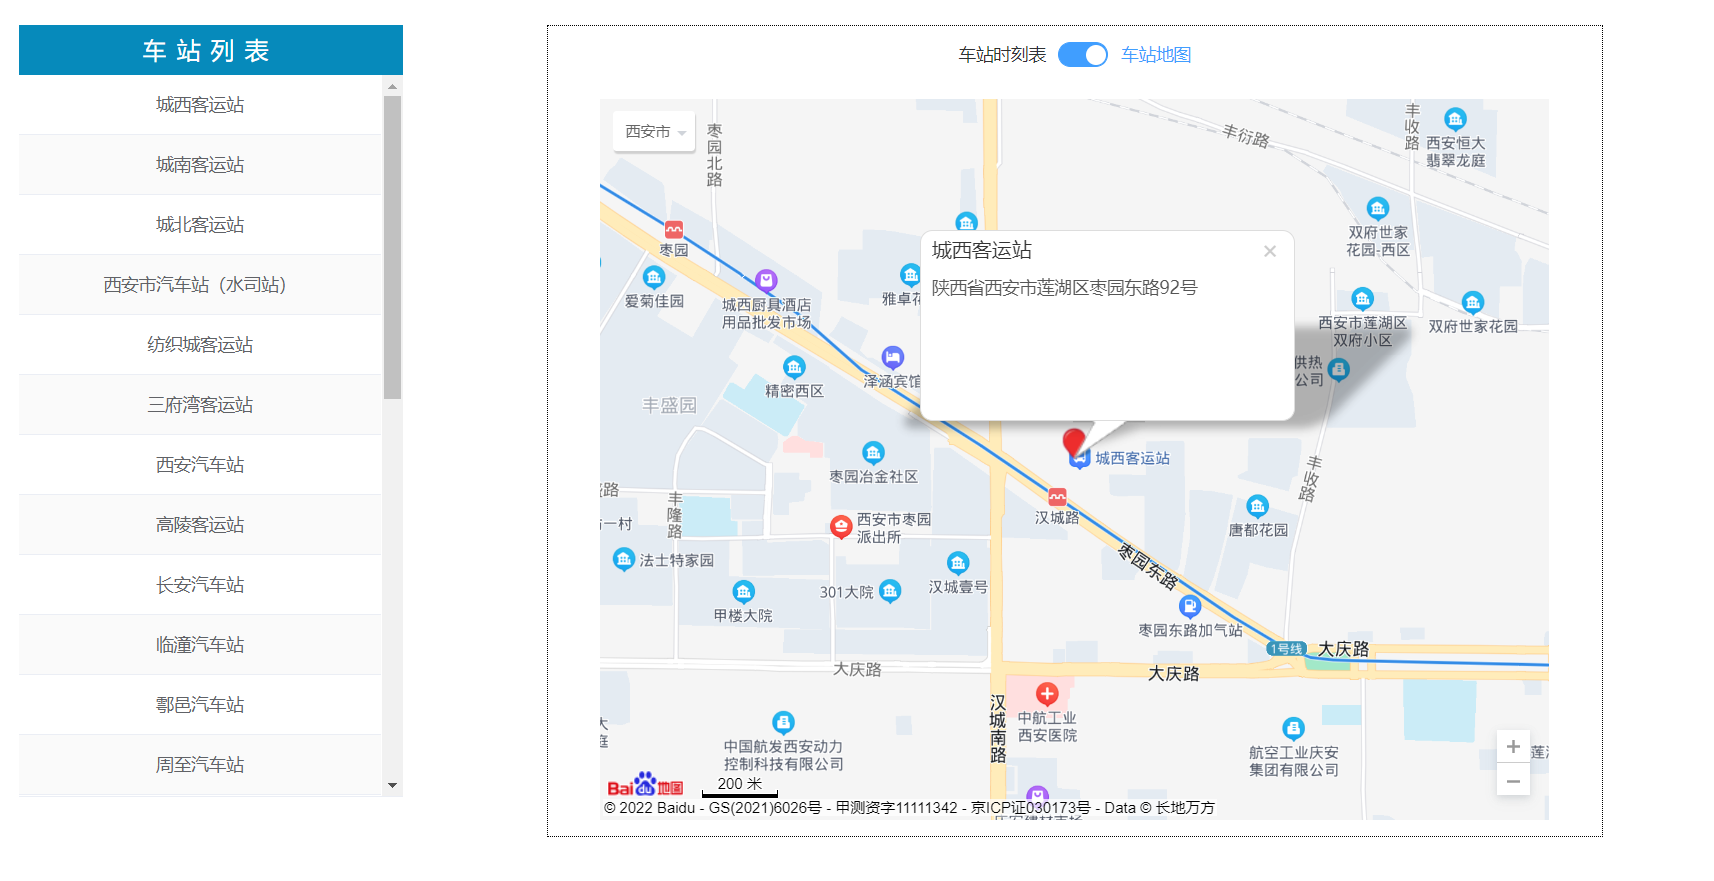 车站列表
城西客运站
城南客运站
城北客运站
西安市汽车站（水司站）
纺织城客运站
三府湾客运站
西安汽车站
高陵客运站
长安汽车站
临潼汽车站
鄠邑汽车站
周至汽车站
车站时刻表 车站地图
西安市
枣园北路
丰衍路
丰收路
西安恒大
翡翠龙庭
双府世家
花园-西区
枣园
爱菊佳园
城西厨具酒店
用品批发市场
雅卓花
城西客运站
陕西省西安市莲湖区枣园东路92号
西安市莲湖区
双府小区
双府世家花园
供热
公司
泽涵宾馆
精密西区
丰盛园
枣园冶金社区
城西客运站
丰收路
路
丰隆路
一村
西安市枣园
派出所
汉城路
唐都花园
法士特家园
枣园东路
301大院
汉城壹号
甲楼大院
枣园东路加气站
1号线
大庆路
大庆路
大庆路
汉城南路
中航工业
西安医院
中国航发西安动力
控制科技有限公司
航空工业庆安
集团有限公司
莲
+
−
Bai du 地图
200 米
© 2022 Baidu - GS(2021)6026号 - 甲测资字11111342 - 京ICP证030173号 - Data © 长地万方